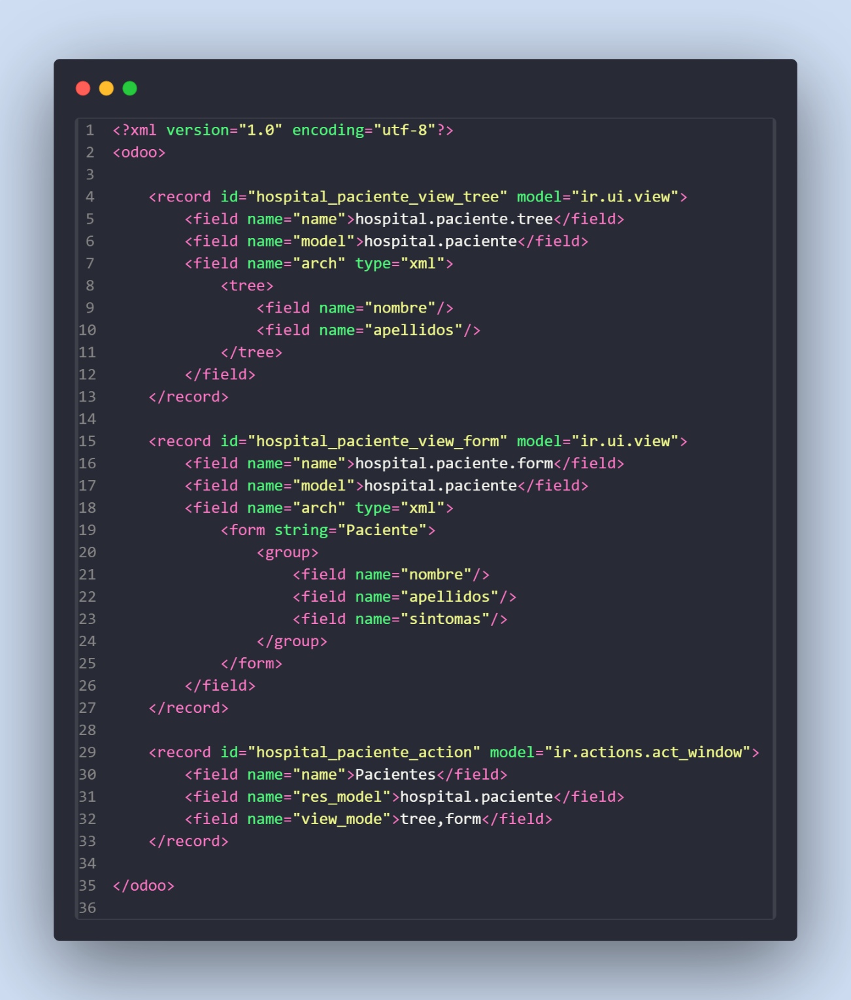 1 <?xml version="1.0" encoding="utf-8"?>
2 <odoo>
3
4     <record id="hospital_paciente_view_tree" model="ir.ui.view">
5         <field name="name">hospital.paciente.tree</field>
6         <field name="model">hospital.paciente</field>
7         <field name="arch" type="xml">
8             <tree>
9                 <field name="nombre"/>
10                 <field name="apellidos"/>
11             </tree>
12         </field>
13     </record>
14
15     <record id="hospital_paciente_view_form" model="ir.ui.view">
16         <field name="name">hospital.paciente.form</field>
17         <field name="model">hospital.paciente</field>
18         <field name="arch" type="xml">
19             <form string="Paciente">
20                 <group>
21                     <field name="nombre"/>
22                     <field name="apellidos"/>
23                     <field name="sintomas"/>
24                 </group>
25             </form>
26         </field>
27     </record>
28
29     <record id="hospital_paciente_action" model="ir.actions.act_window">
30         <field name="name">Pacientes</field>
31         <field name="res_model">hospital.paciente</field>
32         <field name="view_mode">tree,form</field>
33     </record>
34
35 </odoo>
36